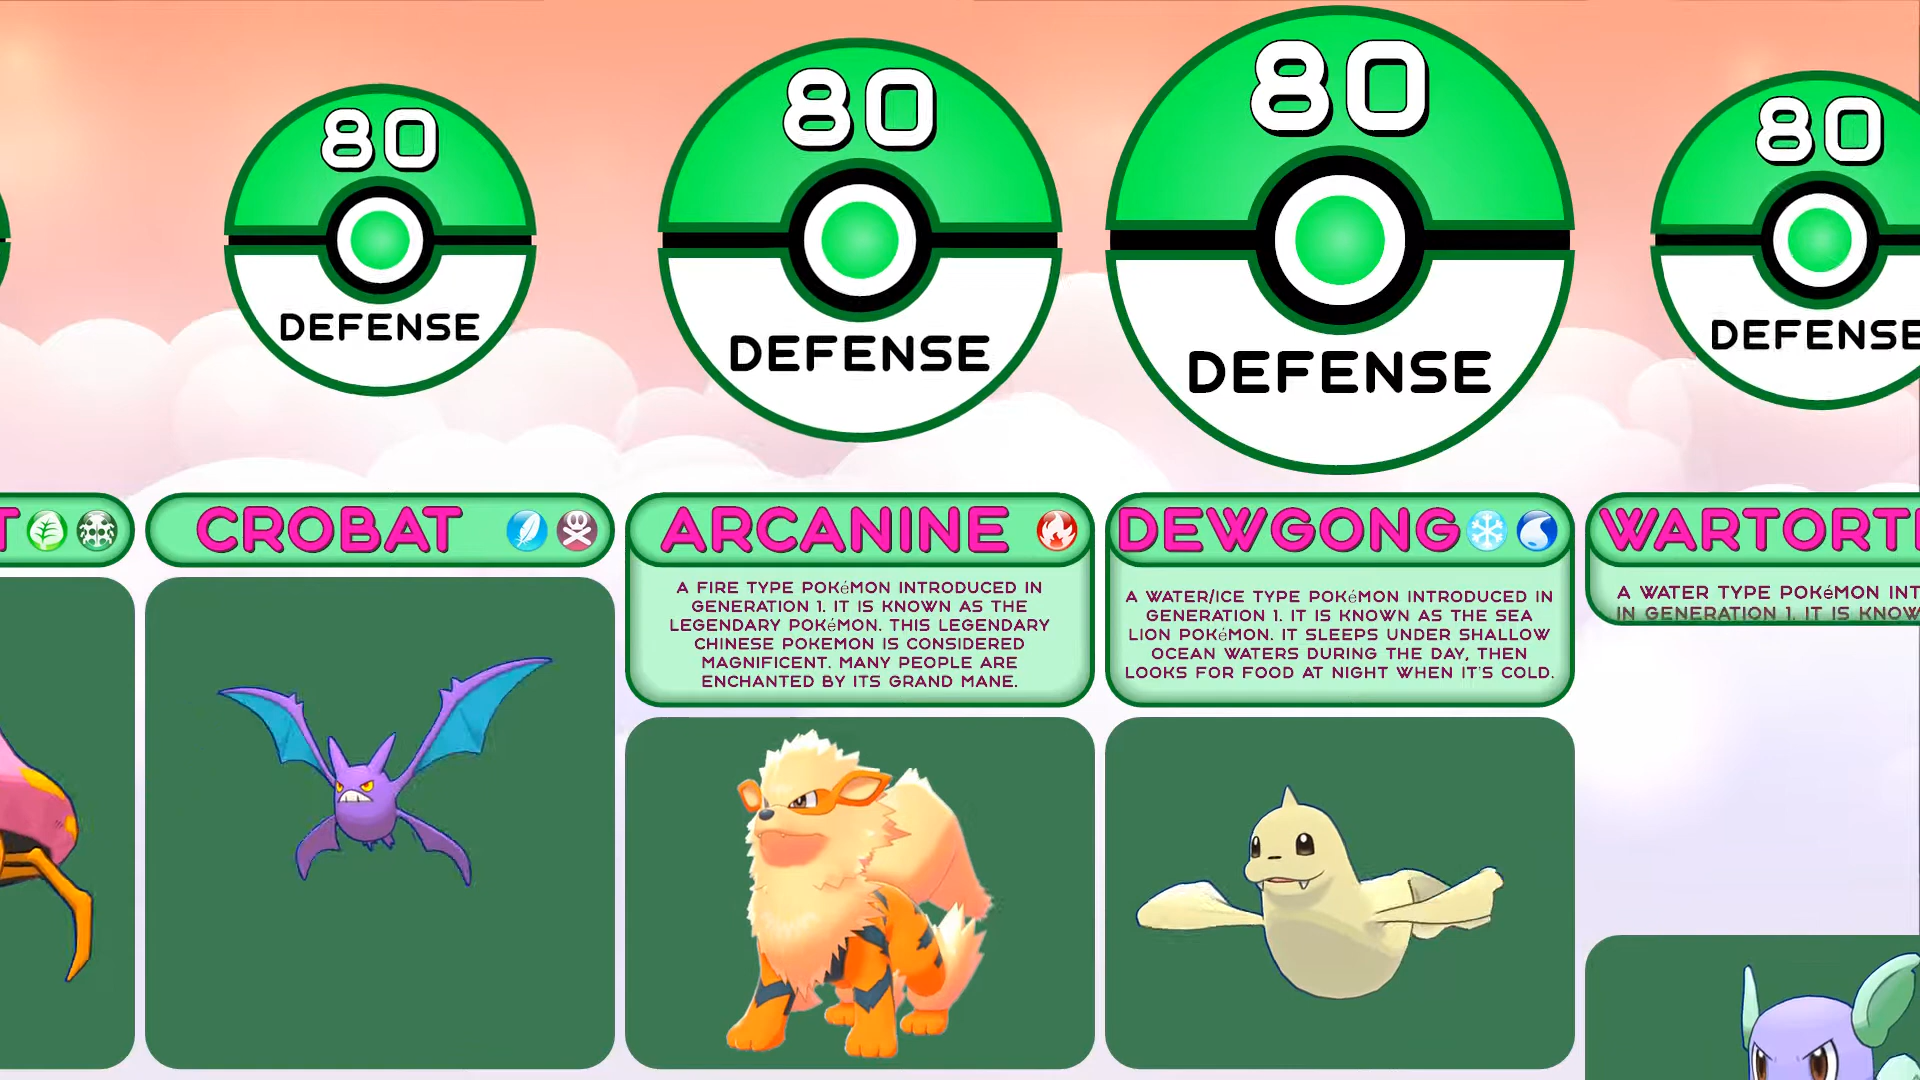 80
DEFENSE
80
DEFENSE
80
DEFENSE
80
DEFENSE
T
CROBAT
ARCANINE
A FIRE TYPE POKéMON INTRODUCED IN
GENERATION 1. IT IS KNOWN AS THE
LEGENDARY POKéMON. THIS LEGENDARY
CHINESE POKEMON IS CONSIDERED
MAGNIFICENT. MANY PEOPLE ARE
ENCHANTED BY ITS GRAND MANE.
DEWGONG
A WATER/ICE TYPE POKéMON INTRODUCED IN
GENERATION 1. IT IS KNOWN AS THE SEA
LION POKéMON. IT SLEEPS UNDER SHALLOW
OCEAN WATERS DURING THE DAY, THEN
LOOKS FOR FOOD AT NIGHT WHEN IT'S COLD.
WARTORT
A WATER TYPE POKéMON INT
IN GENERATION 1. IT IS KNOW